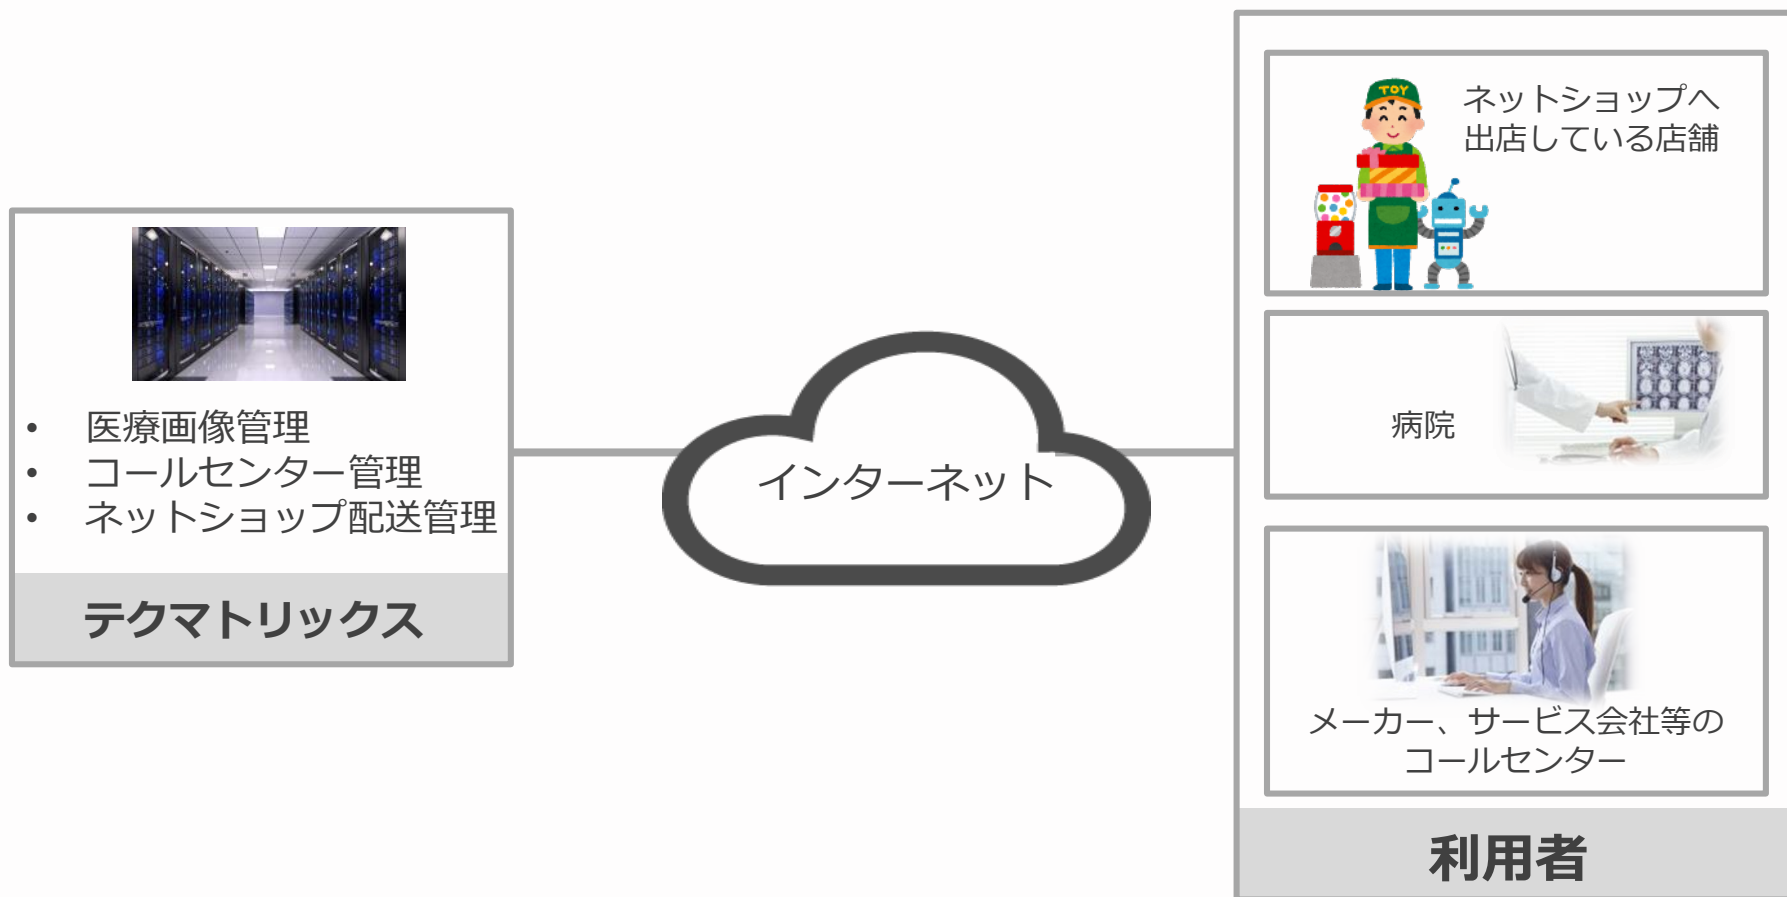 TOY
ネットショップへ
出店している店舗
• 医療画像管理
• コールセンター管理
• ネットショップ配送管理
テクマトリックス
インターネット
病院
メーカー、サービス会社等の
コールセンター
利用者